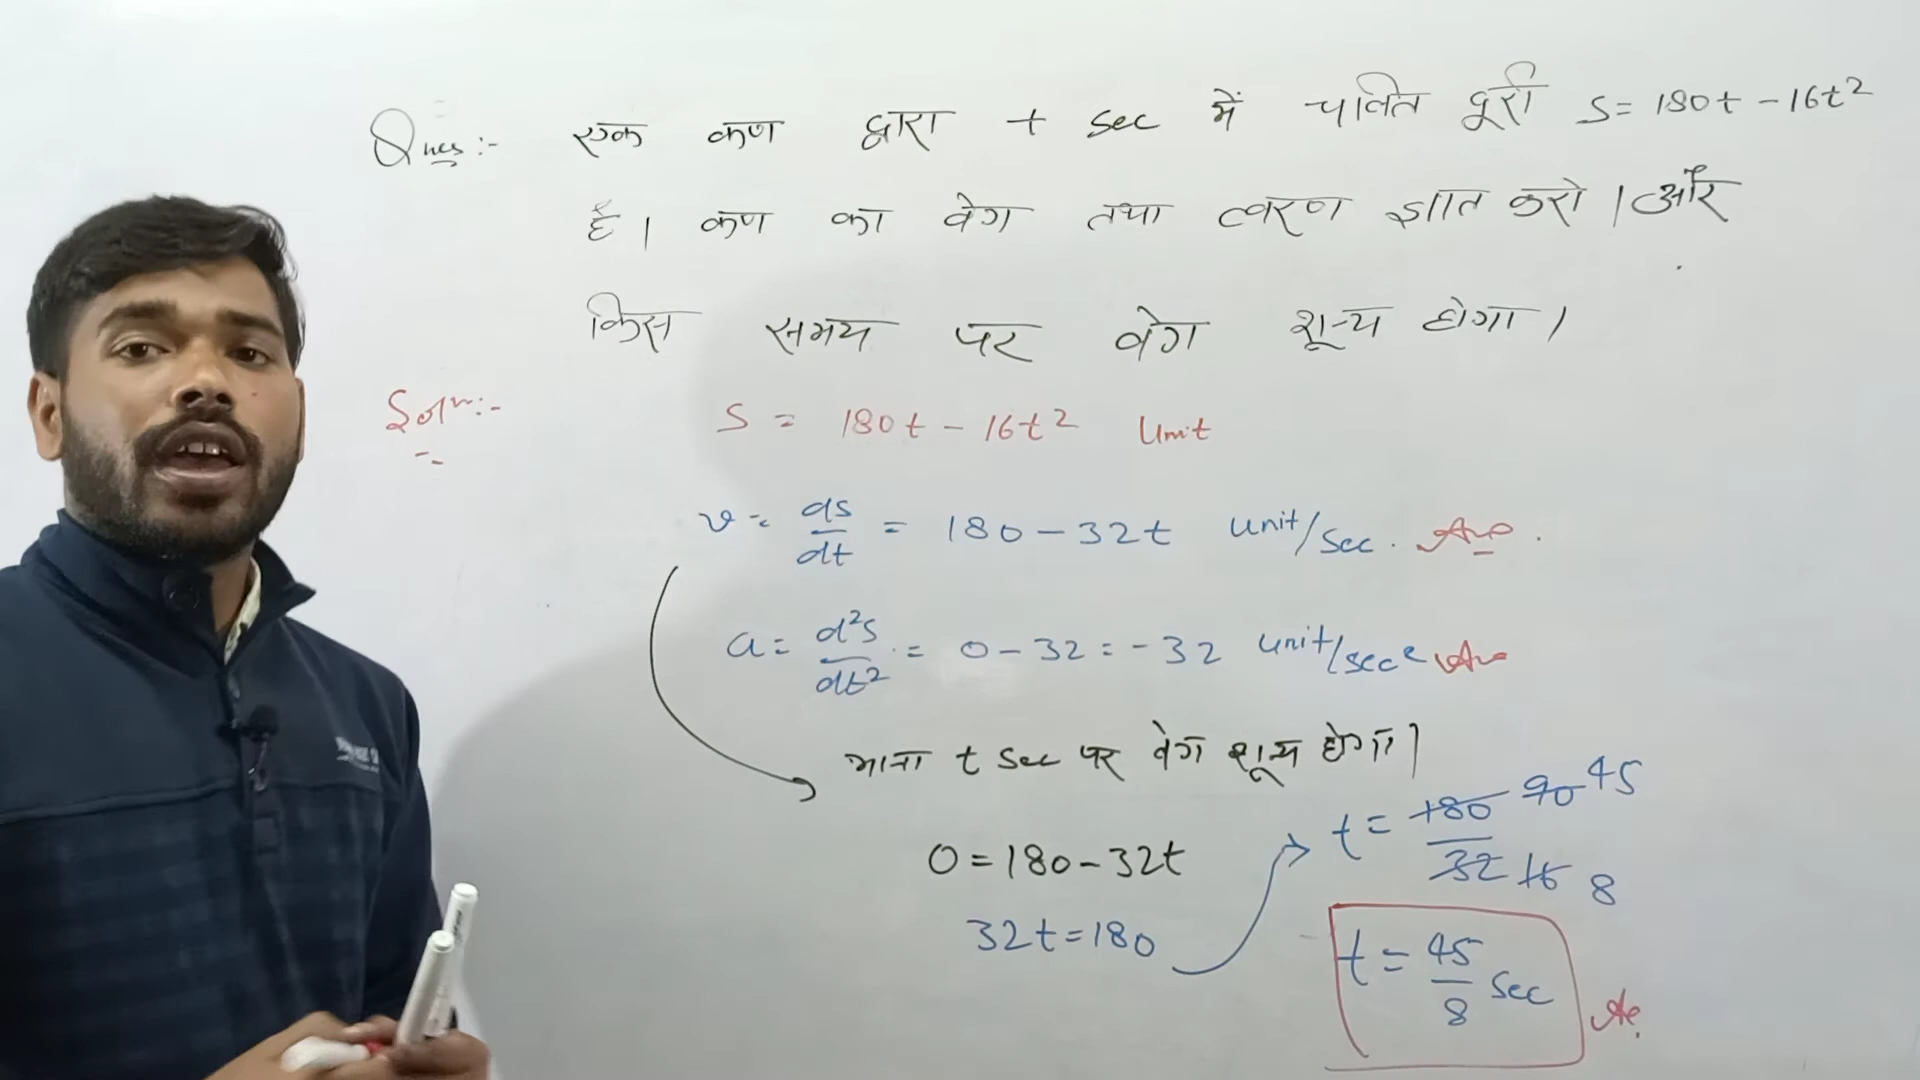 Ques:- एक कण द्वारा t sec में चलित दूरी S = 180t - 16t²
है। कण का वेग तथा त्वरण ज्ञात करो। और
किस समय पर वेग शून्य होगा।
Solⁿ:- S = 180t - 16t² Unit
v = ds/dt = 180 - 32t unit/sec. Ans.
a = d²s/dt² = 0 - 32 = -32 unit/sec² Ans
माना t sec पर वेग शून्य होगा।
0 = 180 - 32t
32t = 180
t = 180/32 90/16 45/8
t = 45/8 sec